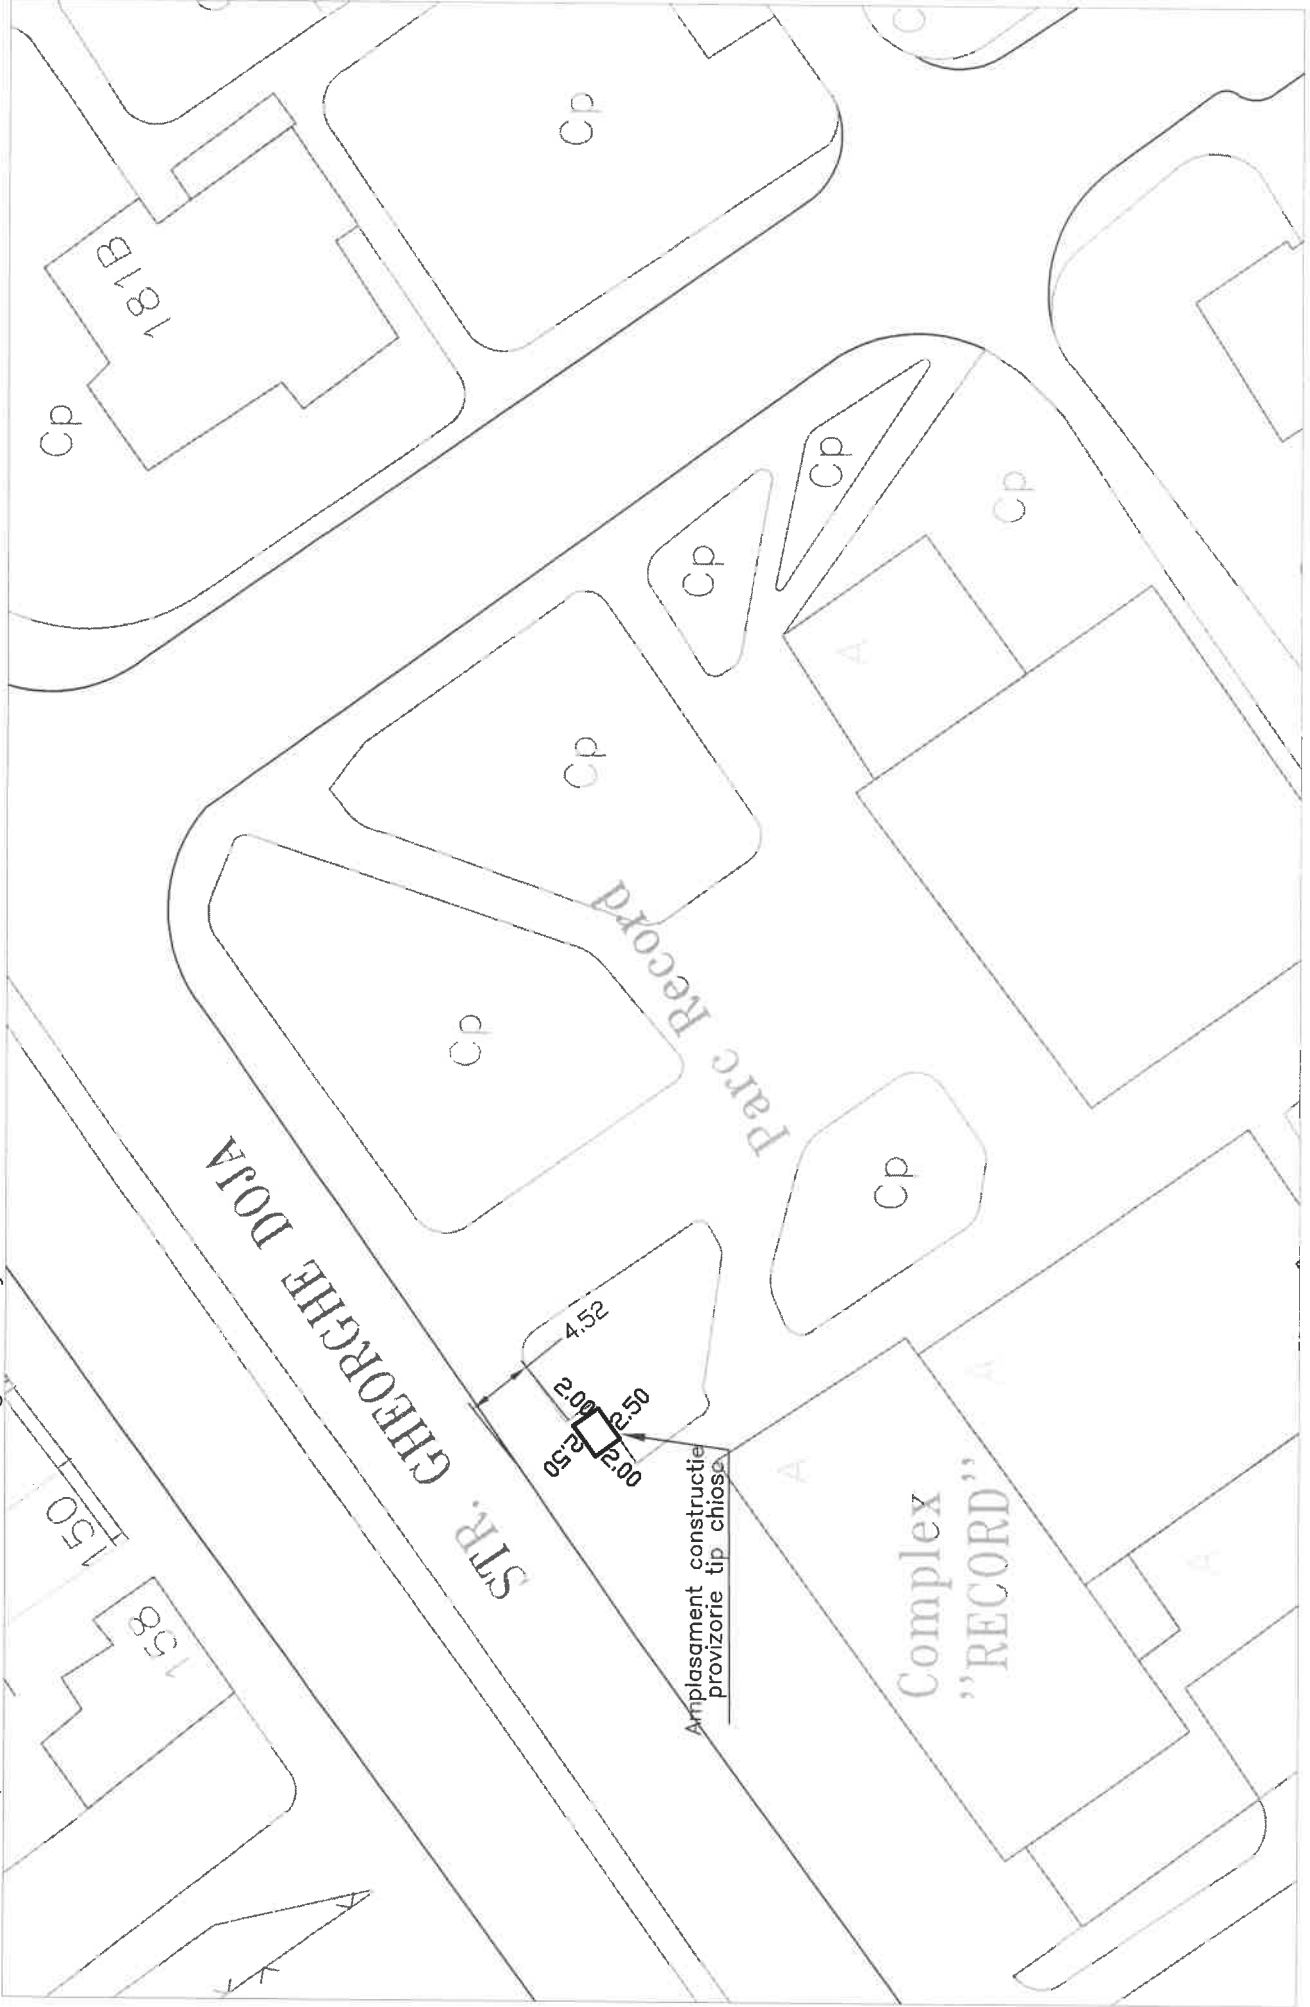 Cp
181B
Cp
C
Cp
Cp
Cp
A
Cp
Cp
Parc Record
Cp
STR. GHEORGHE DOJA
4.52
2.00
2.50
2.50
2.00
Amplasament constructie
provizorie tip chiosc
150
158
A
A
A
Complex
"RECORD"